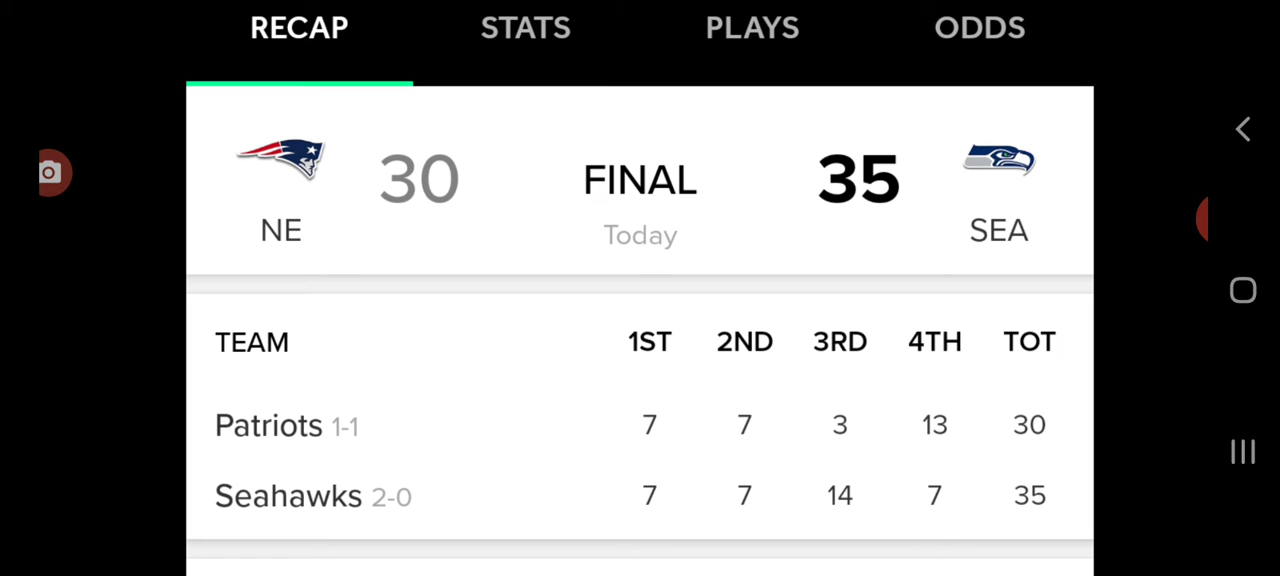 RECAP STATS PLAYS ODDS
30 FINAL 35
NE Today SEA
TEAM 1ST 2ND 3RD 4TH TOT
Patriots 1-1 7 7 3 13 30
Seahawks 2-0 7 7 14 7 35